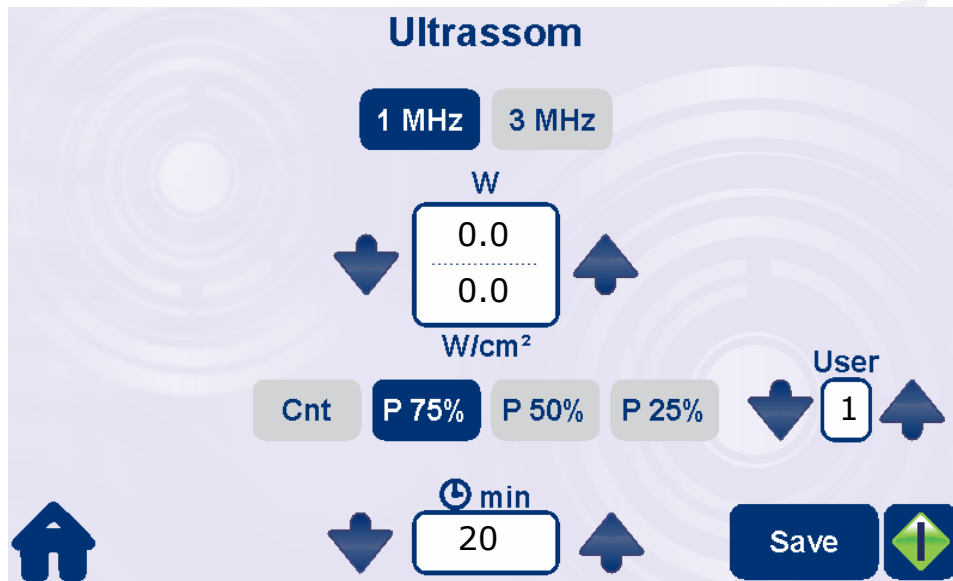 Ultrassom
1 MHz 3 MHz
W
0.0
0.0
W/cm²
User
Cnt P 75% P 50% P 25% 1
min
20
Save